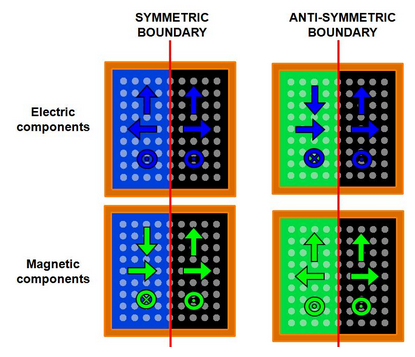 SYMMETRIC
BOUNDARY
ANTI-SYMMETRIC
BOUNDARY
Electric
components
Magnetic
components